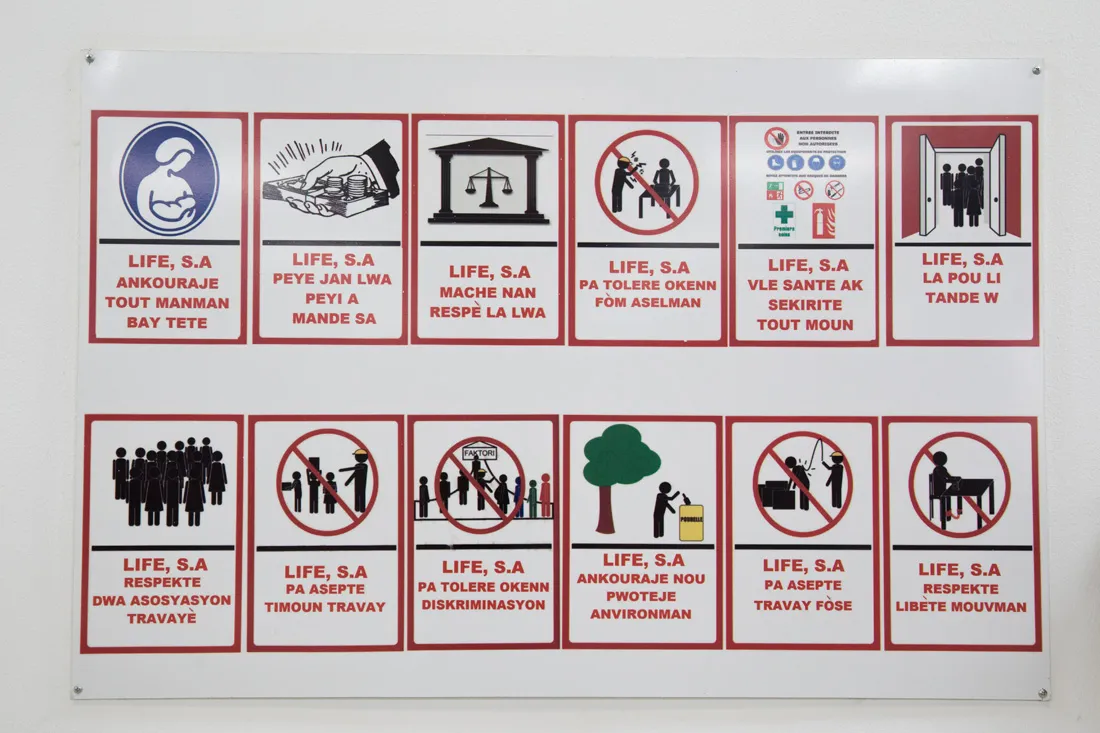 LIFE, S.A
ANKOURAJE
TOUT MANMAN
BAY TETE
LIFE, S.A
PEYE JAN LWA
PEYI A
MANDE SA
LIFE, S.A
MACHE NAN
RESPÈ LA LWA
LIFE, S.A
PA TOLERE OKENN
FÒM ASELMAN
ENTREE INTERDITE
AUX PERSONNES
NON AUTORISEES
Premiers
soins
LIFE, S.A
VLE SANTE AK
SEKIRITE
TOUT MOUN
LIFE, S.A
LA POU LI
TANDE W
LIFE, S.A
RESPEKTE
DWA ASOSYASYON
TRAVAYÈ
LIFE, S.A
PA ASEPTE
TIMOUN TRAVAY
FAKTORI
LIFE, S.A
PA TOLERE OKENN
DISKRIMINASYON
POUBELLE
LIFE, S.A
ANKOURAJE NOU
PWOTEJE
ANVIRONMAN
LIFE, S.A
PA ASEPTE
TRAVAY FÒSE
LIFE, S.A
RESPEKTE
LIBÈTE MOUVMAN